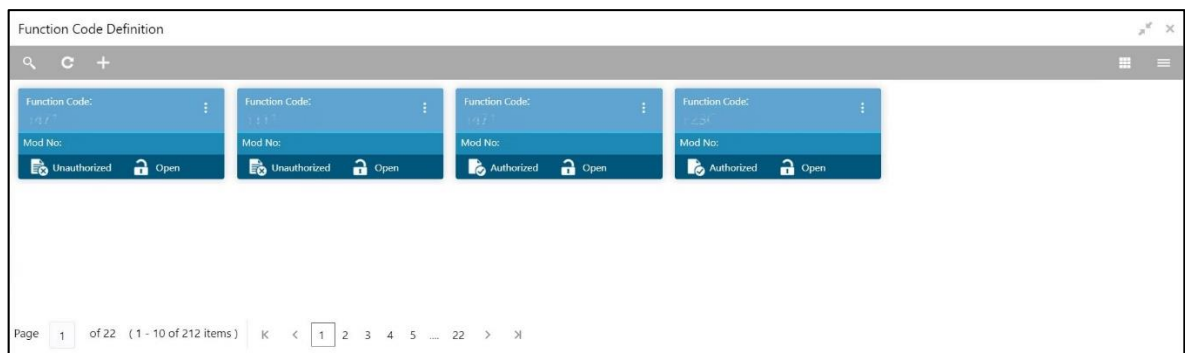 Function Code Definition
Function Code: Function Code: Function Code: Function Code:
Mod No: Mod No: Mod No: Mod No:
Unauthorized Open Unauthorized Open Authorized Open Authorized Open
Page 1 of 22 ( 1 - 10 of 212 items ) 1 2 3 4 5 .... 22